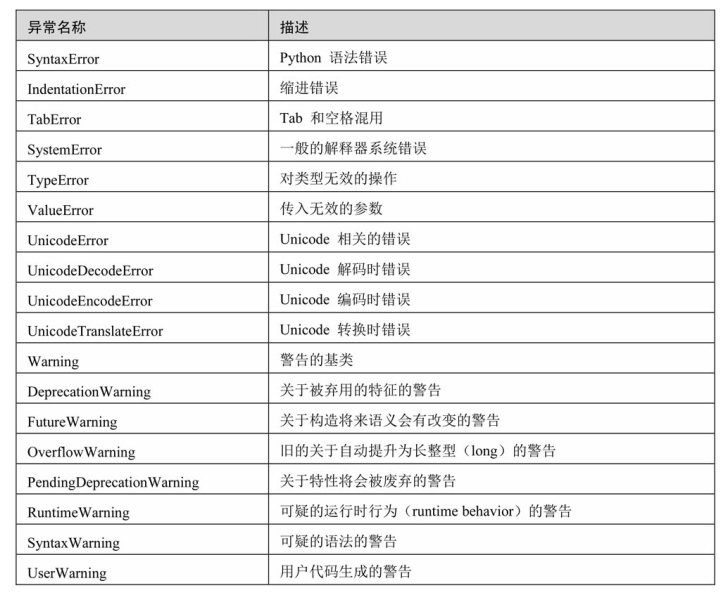 异常名称 描述
SyntaxError Python 语法错误
IndentationError 缩进错误
TabError Tab 和空格混用
SystemError 一般的解释器系统错误
TypeError 对类型无效的操作
ValueError 传入无效的参数
UnicodeError Unicode 相关的错误
UnicodeDecodeError Unicode 解码时错误
UnicodeEncodeError Unicode 编码时错误
UnicodeTranslateError Unicode 转换时错误
Warning 警告的基类
DeprecationWarning 关于被弃用的特征的警告
FutureWarning 关于构造将来语义会有改变的警告
OverflowWarning 旧的关于自动提升为长整型（long）的警告
PendingDeprecationWarning 关于特性将会被废弃的警告
RuntimeWarning 可疑的运行时行为（runtime behavior）的警告
SyntaxWarning 可疑的语法的警告
UserWarning 用户代码生成的警告